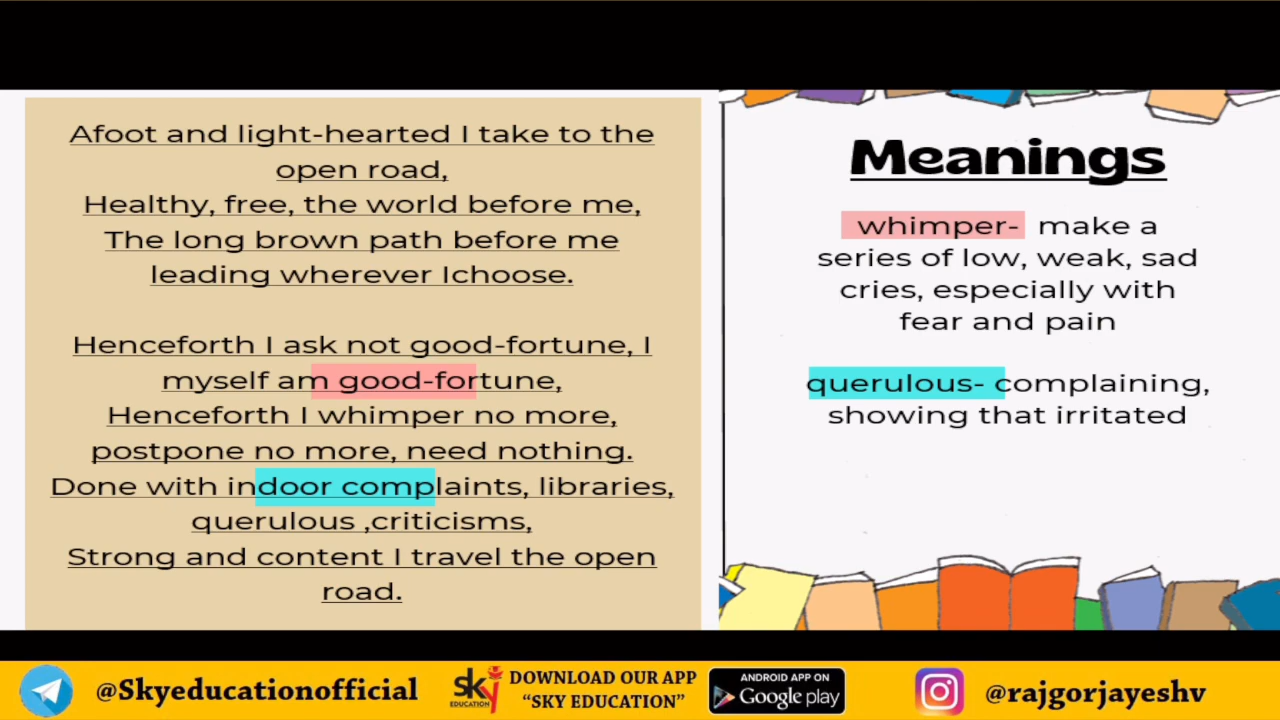 Afoot and light-hearted I take to the
open road,
Healthy, free, the world before me,
The long brown path before me
leading wherever Ichoose.
Henceforth I ask not good-fortune, I
myself am good-fortune,
Henceforth I whimper no more,
postpone no more, need nothing.
Done with indoor complaints, libraries,
querulous ,criticisms,
Strong and content I travel the open
road.
Meanings
whimper- make a
series of low, weak, sad
cries, especially with
fear and pain
querulous- complaining,
showing that irritated
@Skyeducationofficial
sky
EDUCATION
DOWNLOAD OUR APP
“SKY EDUCATION”
ANDROID APP ON
Google play
@rajgorjayeshv